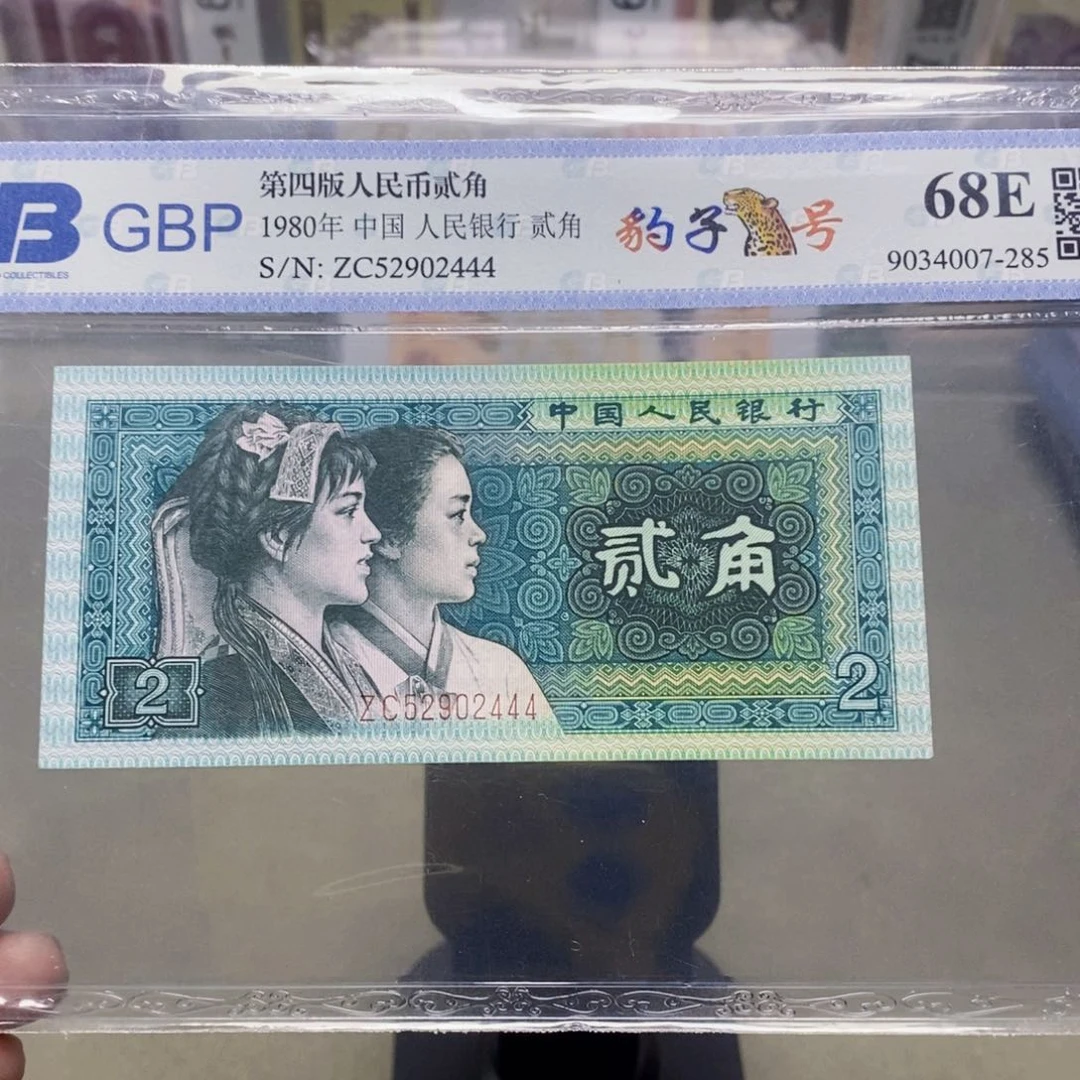 第四版人民币贰角
1980年 中国 人民银行 贰角
S/N: ZC52902444
B GBP
COLLECTIBLES
豹子号
68E
9034007-285
中国人民银行
贰角
2
2
ZC52902444